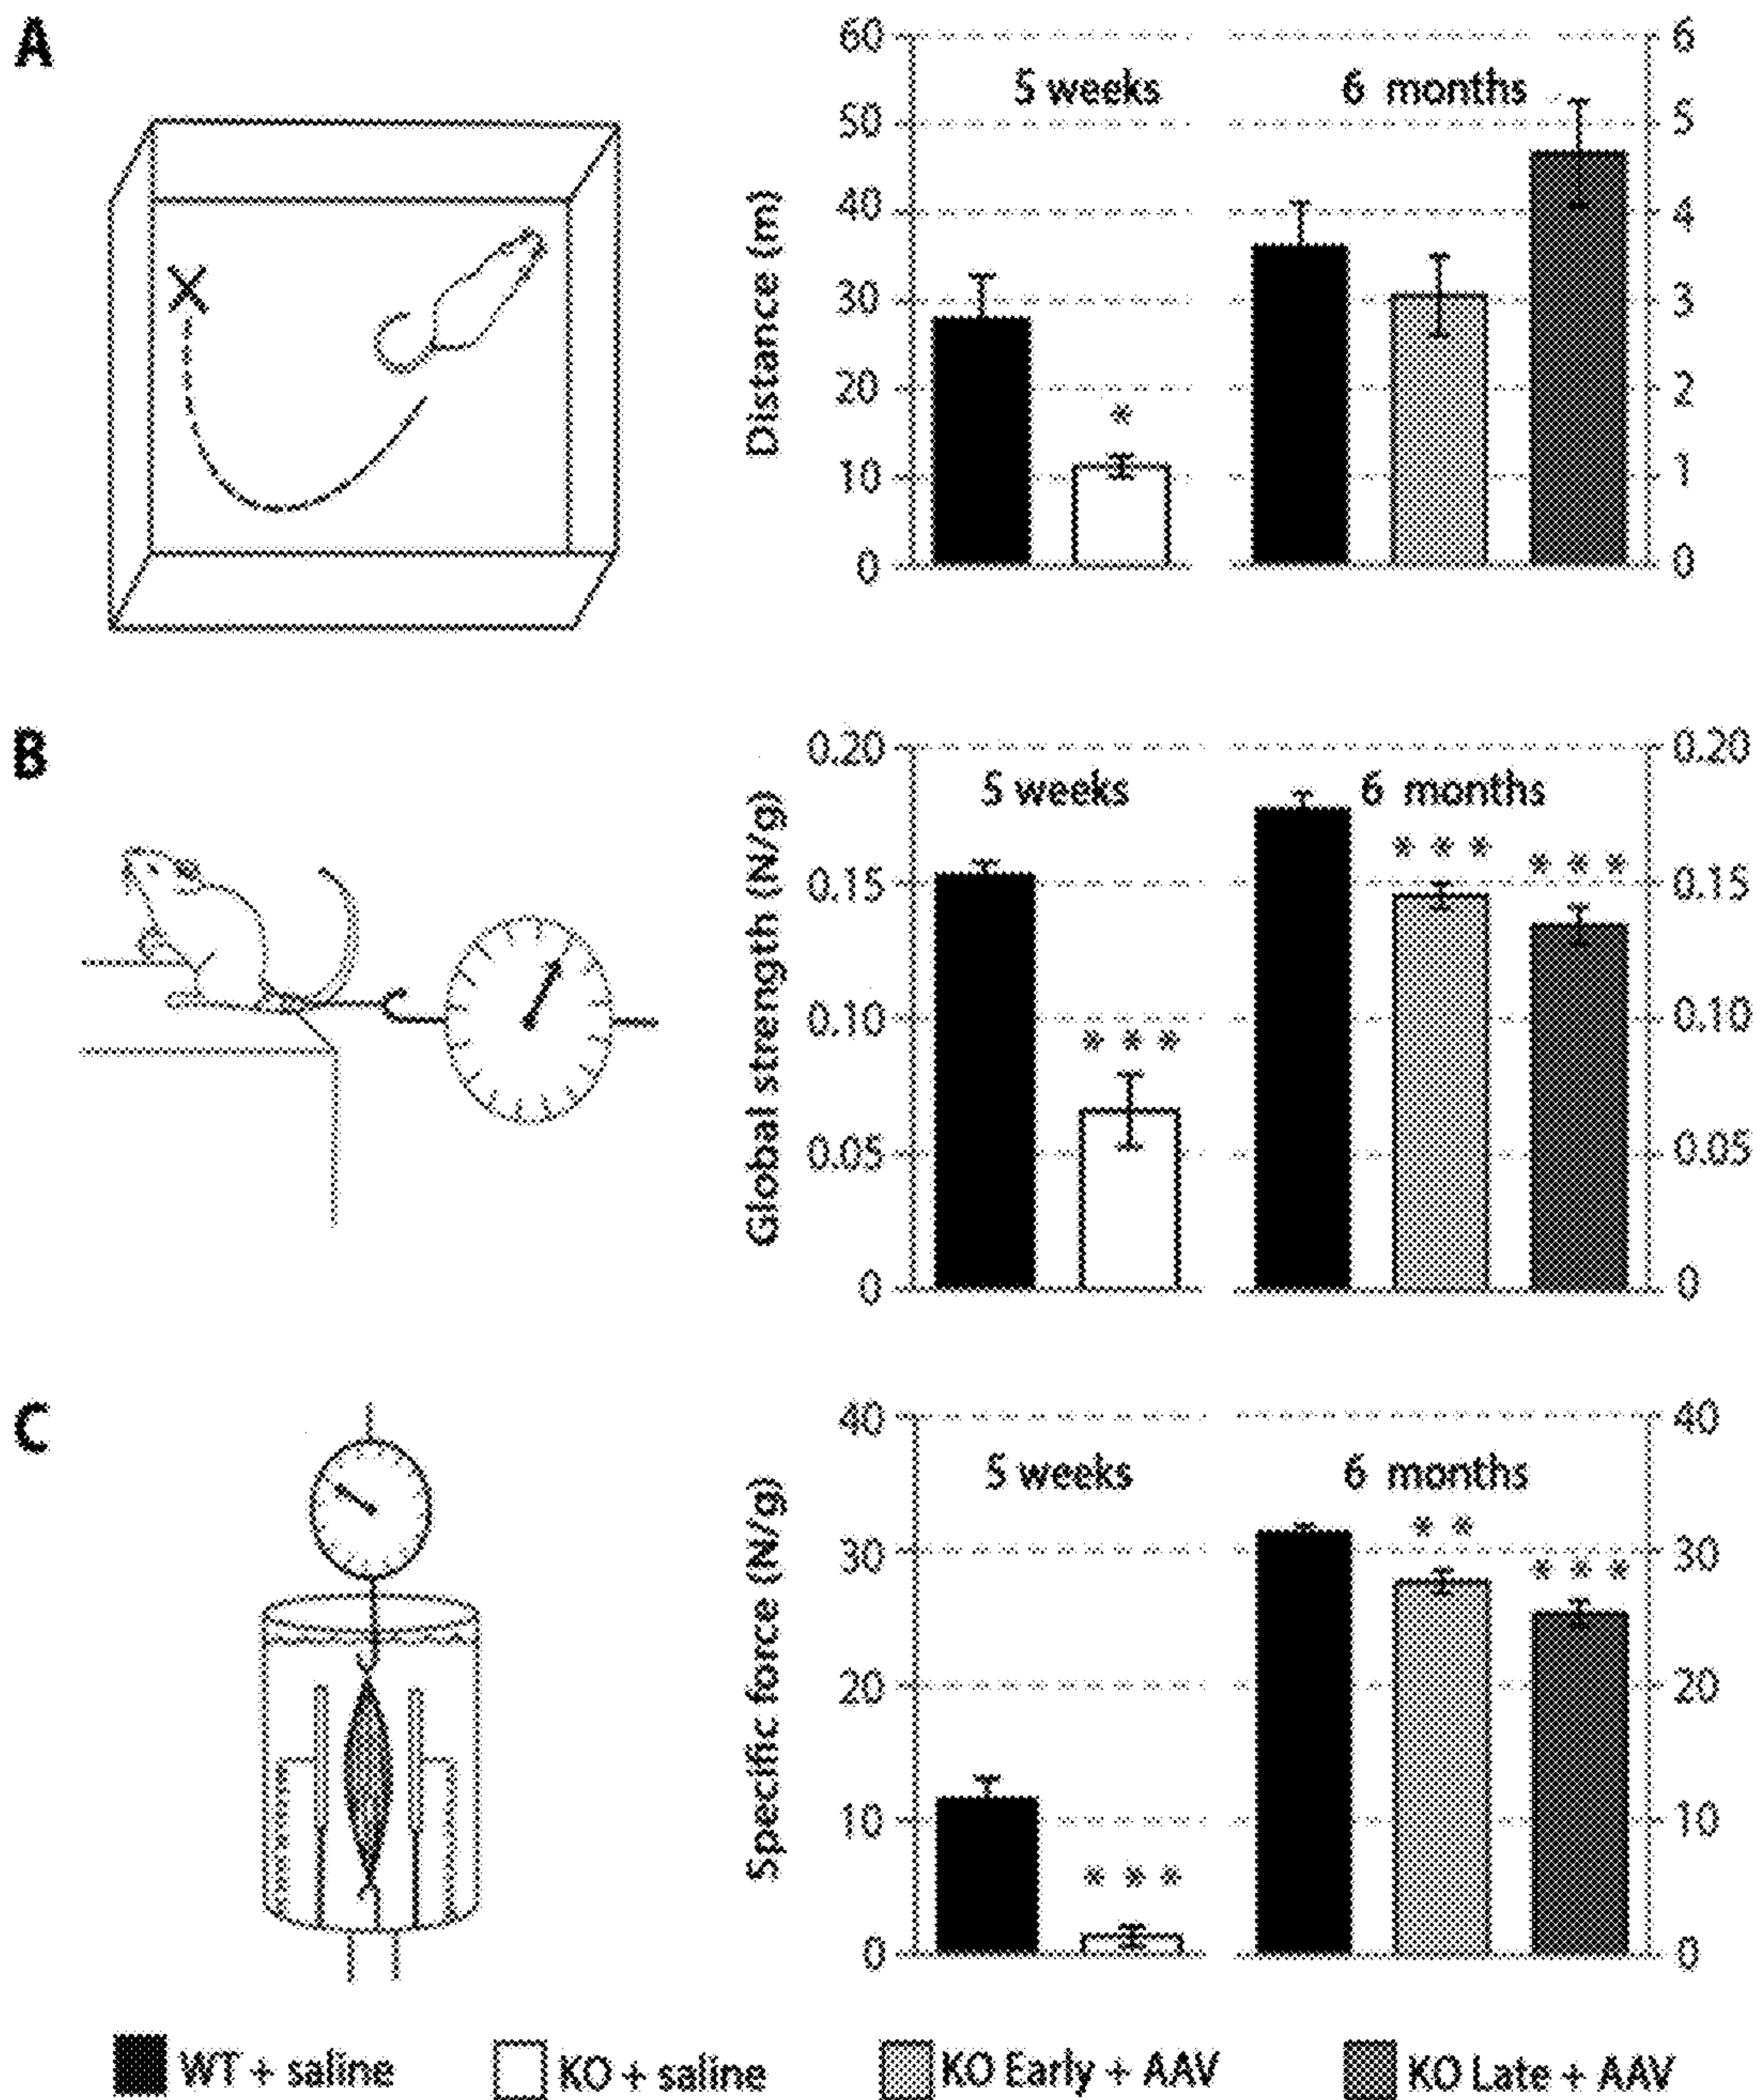 A
60
50
40
30
20
10
0
Distance (m)
5 weeks
6 months
*
6
5
4
3
2
1
0
B
0.20
0.15
0.10
0.05
0
Global strength (N/g)
5 weeks
6 months
* * *
* * *
* * *
0.20
0.15
0.10
0.05
0
C
40
30
20
10
0
Specific force (N/g)
5 weeks
6 months
* * *
* *
* * *
40
30
20
10
0
WT + saline
KO + saline
KO Early + AAV
KO Late + AAV